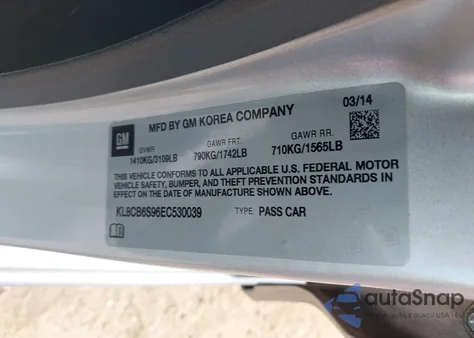 GM
MFD BY GM KOREA COMPANY
03/14
GVWR GAWR FRT. GAWR RR.
1410KG/3109LB 790KG/1742LB 710KG/1565LB
THIS VEHICLE CONFORMS TO ALL APPLICABLE U.S. FEDERAL MOTOR
VEHICLE SAFETY, BUMPER, AND THEFT PREVENTION STANDARDS IN
EFFECT ON THE DATE OF MANUFACTURE SHOWN ABOVE.
KL8CB6S96EC530039 TYPE: PASS CAR
autoSnap